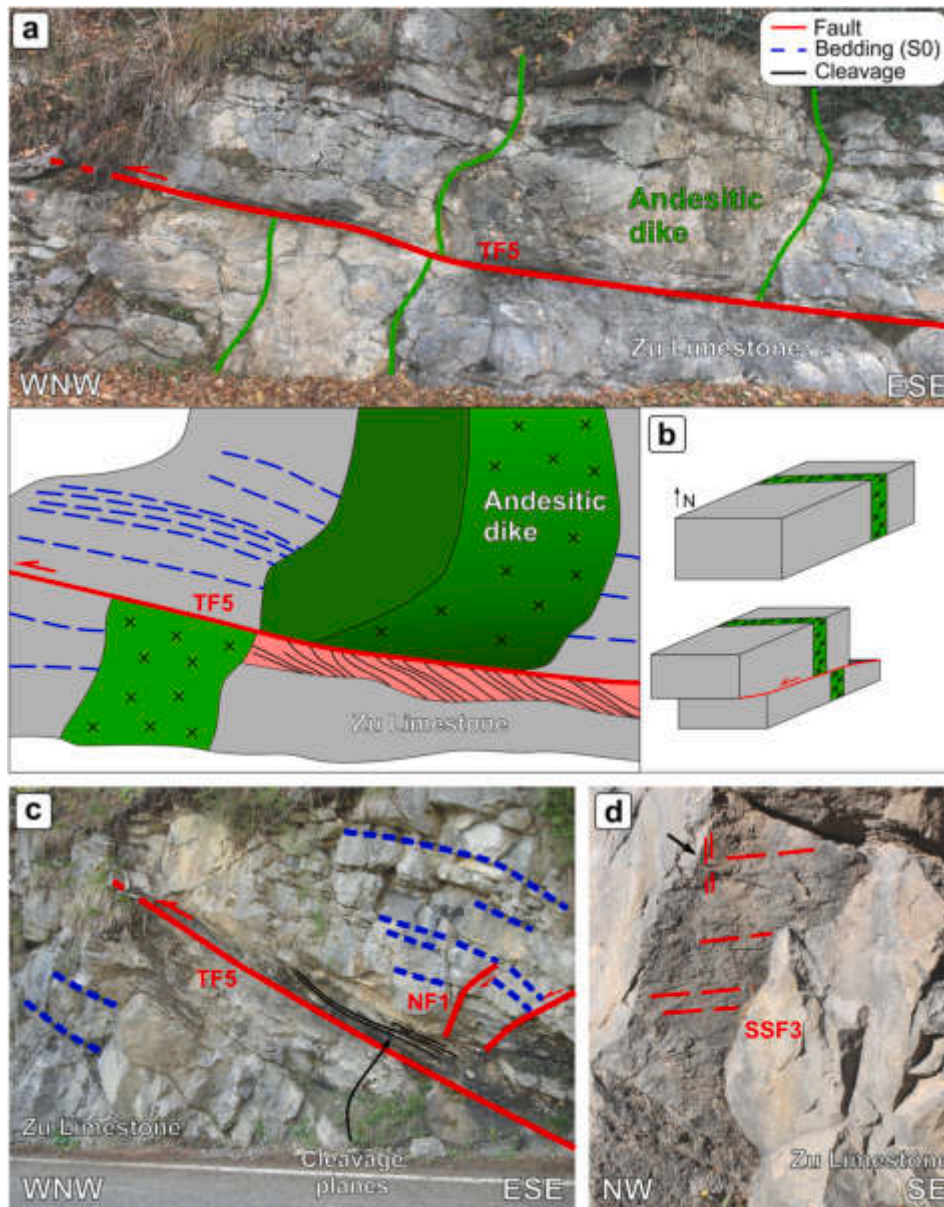 a
Fault
Bedding (S0)
Cleavage
Andesitic
dike
TF5
Zu Limestone
WNW
ESE
b
N
Andesitic
dike
TF5
Zu Limestone
c
TF5
NF1
Zu Limestone
Cleavage
planes
WNW
ESE
d
SSF3
Zu Limestone
NW
SE